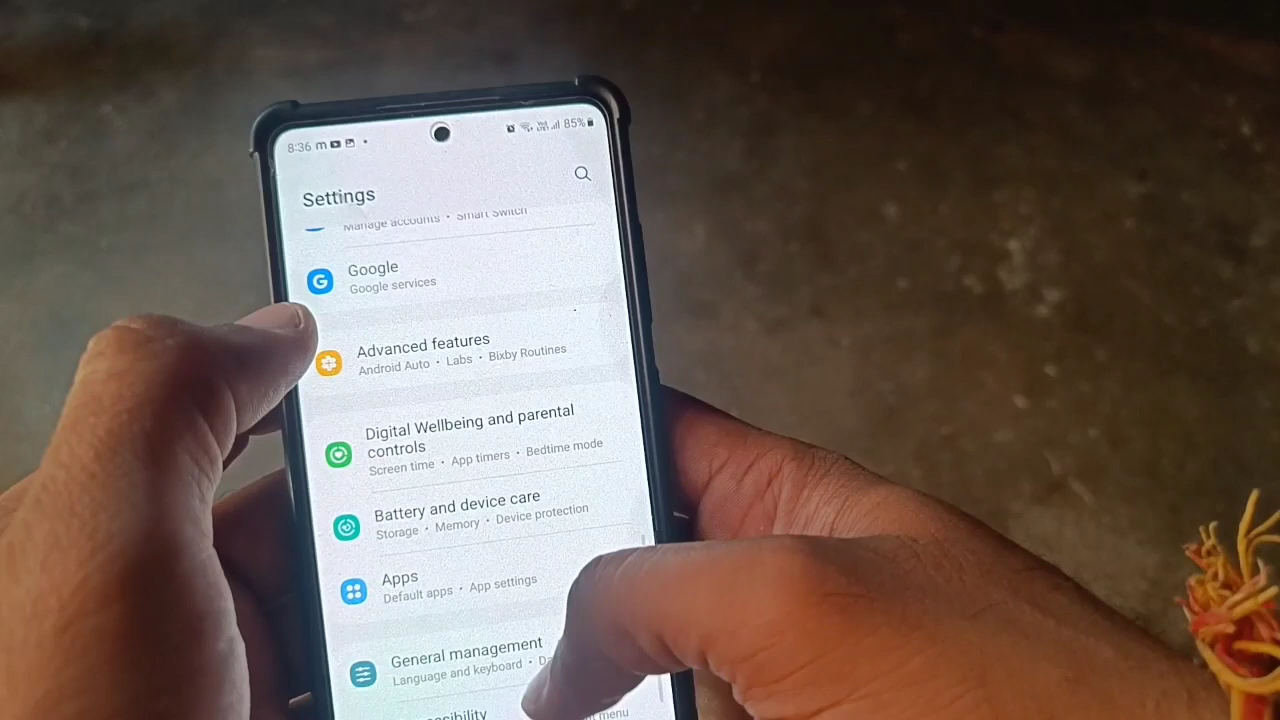 8:36 m 85%
Settings
Manage accounts • Smart Switch
G Google
Google services
Advanced features
Android Auto • Labs • Bixby Routines
Digital Wellbeing and parental
controls
Screen time • App timers • Bedtime mode
Battery and device care
Storage • Memory • Device protection
Apps
Default apps • App settings
General management
Language and keyboard • D
sibility
t menu